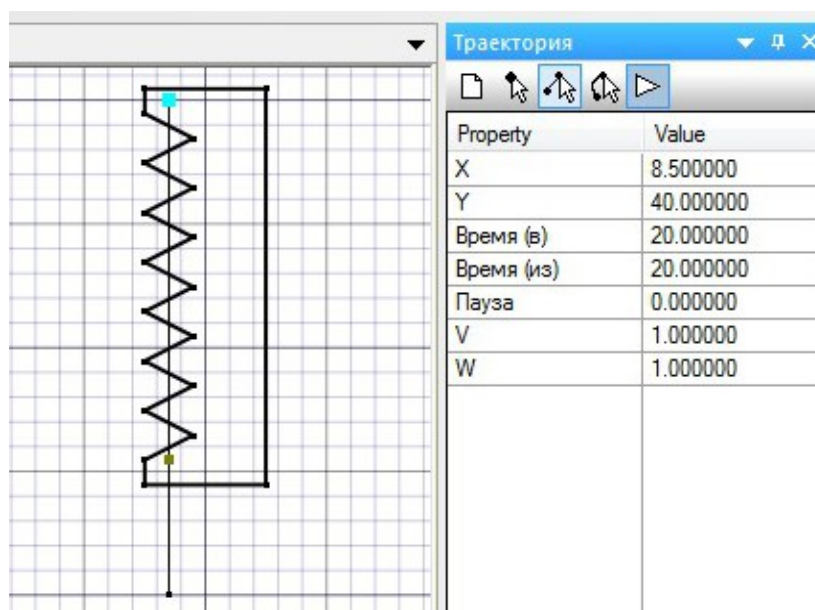 Траектория
Property Value
X 8.500000
Y 40.000000
Время (в) 20.000000
Время (из) 20.000000
Пауза 0.000000
V 1.000000
W 1.000000